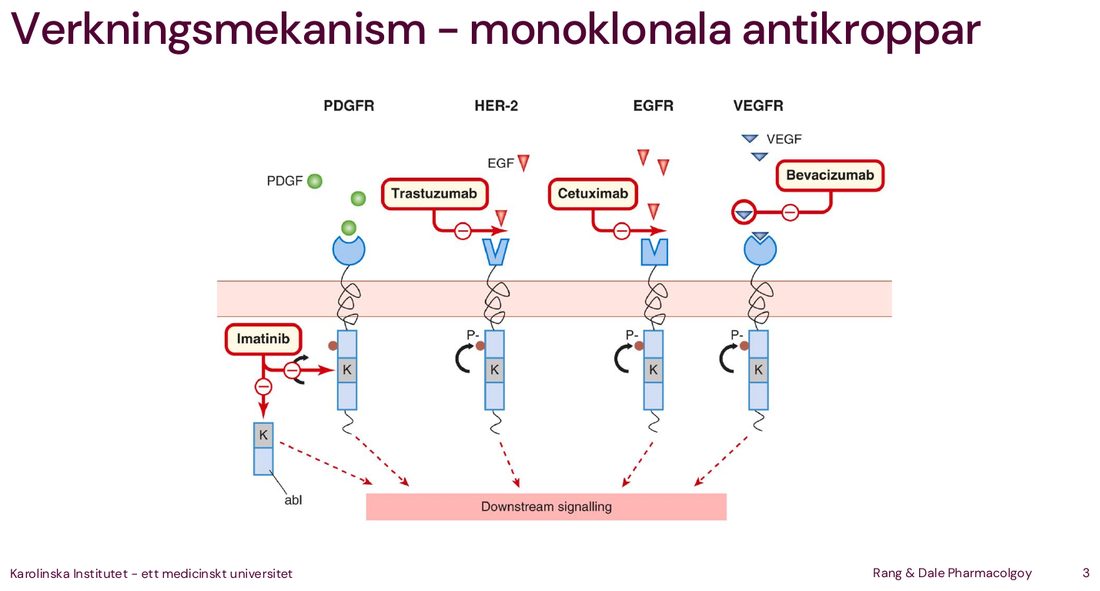 Verkningsmekanism – monoklonala antikroppar
PDGFR
HER-2
EGFR
VEGFR
VEGF
EGF
PDGF
Trastuzumab
Cetuximab
Bevacizumab
Imatinib
P-
P-
P-
K
K
K
K
K
abl
Downstream signalling
Karolinska Institutet – ett medicinskt universitet
Rang & Dale Pharmacolgoy
3